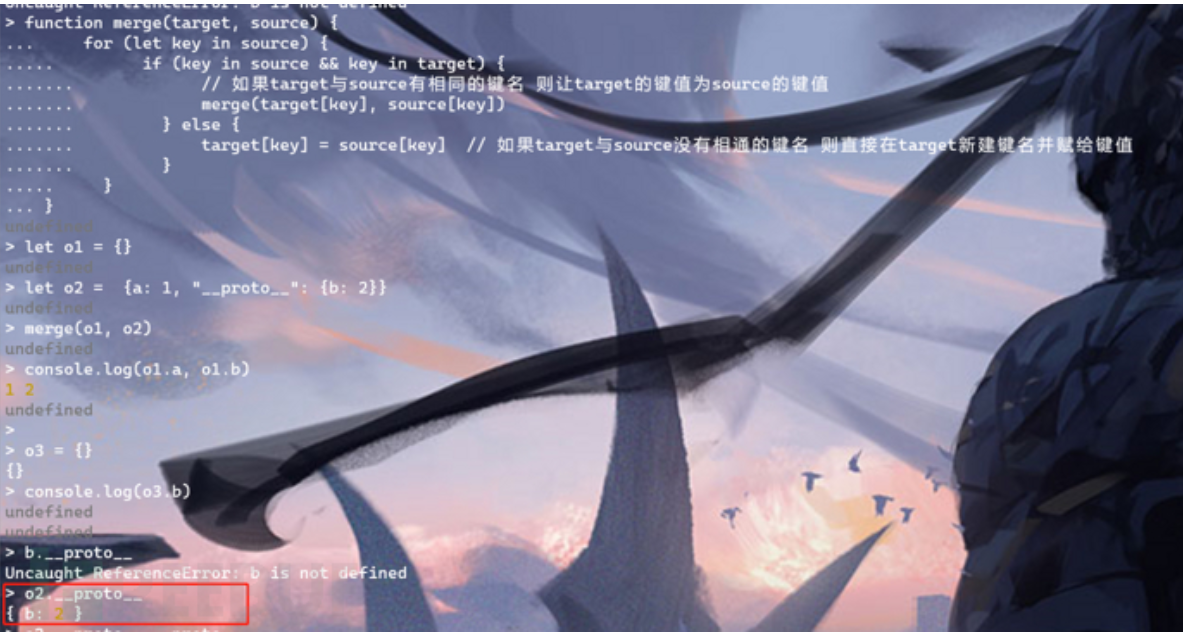 Uncaught ReferenceError: b is not defined
> function merge(target, source) {
...     for (let key in source) {
.....         if (key in source && key in target) {
.......             // 如果target与source有相同的键名 则让target的键值为source的键值
.......             merge(target[key], source[key])
.......         } else {
.......             target[key] = source[key]  // 如果target与source没有相通的键名 则直接在target新建键名并赋给键值
.......         }
.....     }
... }
undefined
> let o1 = {}
undefined
> let o2 =  {a: 1, "__proto__": {b: 2}}
undefined
> merge(o1, o2)
undefined
> console.log(o1.a, o1.b)
1 2
undefined
>
> o3 = {}
{}
> console.log(o3.b)
undefined
undefined
> b.__proto__
Uncaught ReferenceError: b is not defined
> o2.__proto__
{ b: 2 }